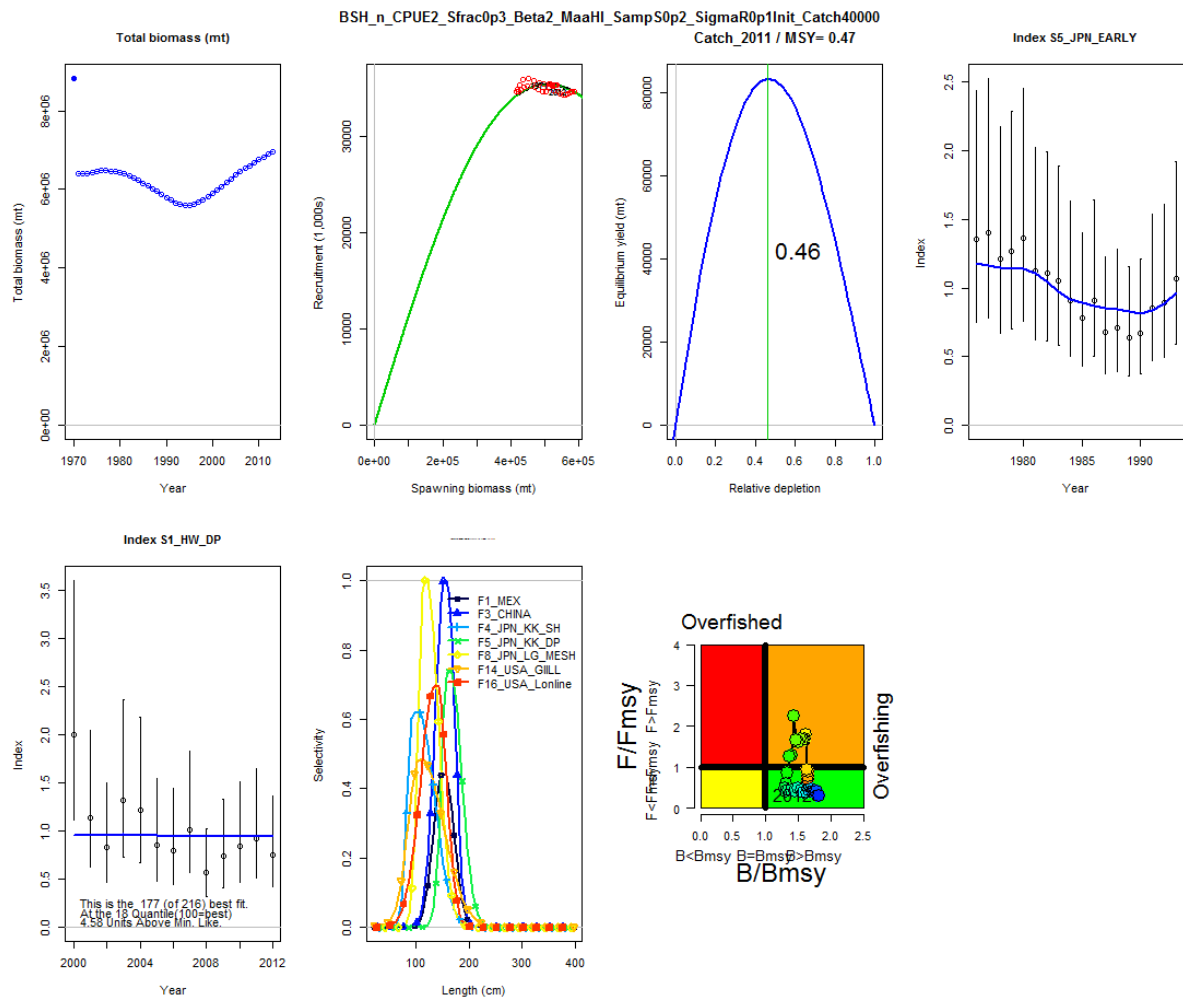 BSH_n_CPUE2_Sfrac0p3_Beta2_MaaHI_SampS0p2_SigmaR0p1Init_Catch40000
Catch_2011 / MSY= 0.47
Total biomass (mt)
Total biomass (mt)
0e+00 2e+06 4e+06 6e+06 8e+06
1970 1980 1990 2000 2010
Year
Recruitment (1,000s)
0 10000 20000 30000
0e+00 2e+05 4e+05 6e+05
Spawning biomass (mt)
Equilibrium yield (mt)
0 20000 40000 60000 80000
0.46
0.0 0.2 0.4 0.6 0.8 1.0
Relative depletion
Index S5_JPN_EARLY
Index
0.0 0.5 1.0 1.5 2.0 2.5
1980 1985 1990
Year
Index S1_HW_DP
Index
0.0 0.5 1.0 1.5 2.0 2.5 3.0 3.5
This is the 177 (of 216) best fit.
At the 18 Quantile(100=best)
4.58 Units Above Min. Like.
2000 2004 2008 2012
Year
Selectivity
0.0 0.2 0.4 0.6 0.8 1.0
F1_MEX
F3_CHINA
F4_JPN_KK_SH
F5_JPN_KK_DP
F8_JPN_LG_MESH
F14_USA_GIILL
F16_USA_Lonline
100 200 300 400
Length (cm)
Overfished
F/Fmsy
F>Fmsy
0 1 2 3 4
2012
Overfishing
0.0 0.5 1.0 1.5 2.0 2.5
B<Bmsy B=Bmsy B>Bmsy
B/Bmsy